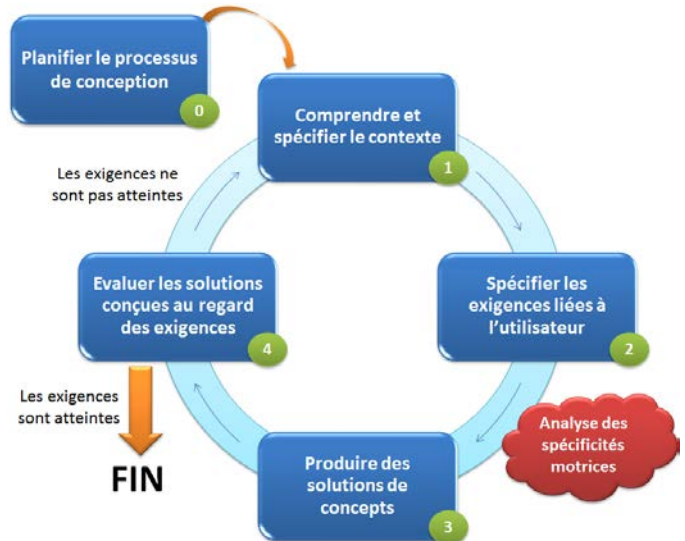 Planifier le processus
de conception
0
Comprendre et
spécifier le contexte
1
Les exigences ne
sont pas atteintes
Evaluer les solutions
conçues au regard
des exigences
4
Spécifier les
exigences liées à
l'utilisateur
2
Les exigences
sont atteintes
FIN
Analyse des
spécificités
motrices
Produire des
solutions de
concepts
3